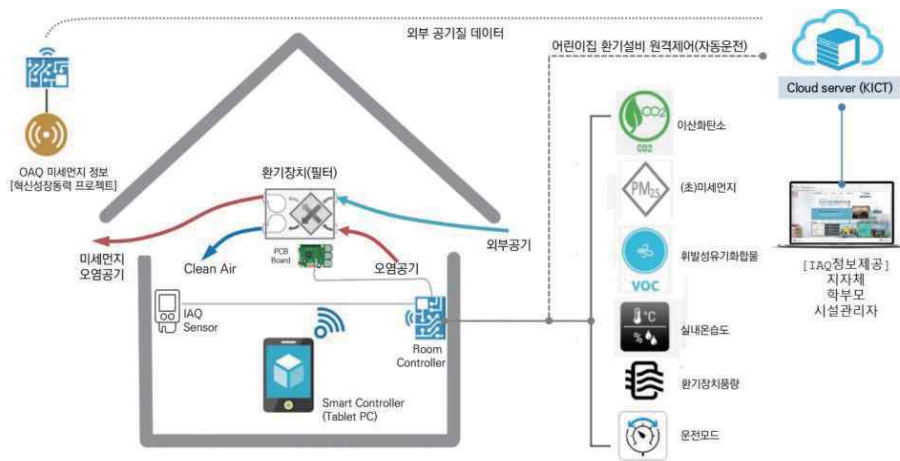 외부 공기질 데이터
어린이집 환기설비 원격제어(자동운전)
Cloud server (KICT)
OAQ 미세먼지 정보
[혁신성장동력 프로젝트]
환기장치(필터)
미세먼지
오염공기
Clean Air
PCB
Board
오염공기
외부공기
IAQ
Sensor
Room
Controller
Smart Controller
(Tablet PC)
CO2
CO2
이산화탄소
PM2.5
(초)미세먼지
VOC
휘발성유기화합물
°C
%
실내온습도
환기장치풍량
운전모드
[IAQ정보제공]
지자체
학부모
시설관리자